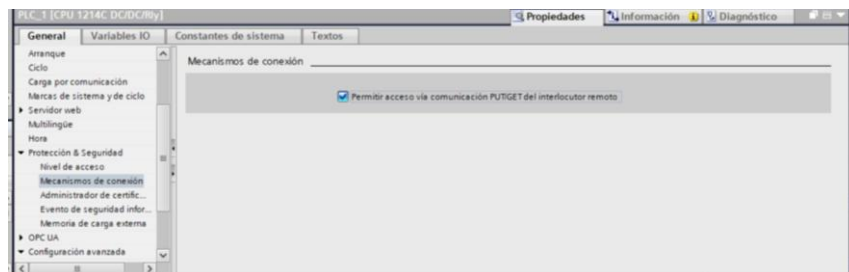 PLC_1 [CPU 1214C DC/DC/Rly]
Propiedades Información Diagnóstico
General Variables IO Constantes de sistema Textos
Arranque
Ciclo
Carga por comunicación
Marcas de sistema y de ciclo
Servidor web
Multilingüe
Hora
Protección & Seguridad
Nivel de acceso
Mecanismos de conexión
Administrador de certific...
Evento de seguridad infor...
Memoria de carga externa
OPC UA
Configuración avanzada
Mecanismos de conexión
Permitir acceso vía comunicación PUT/GET del interlocutor remoto